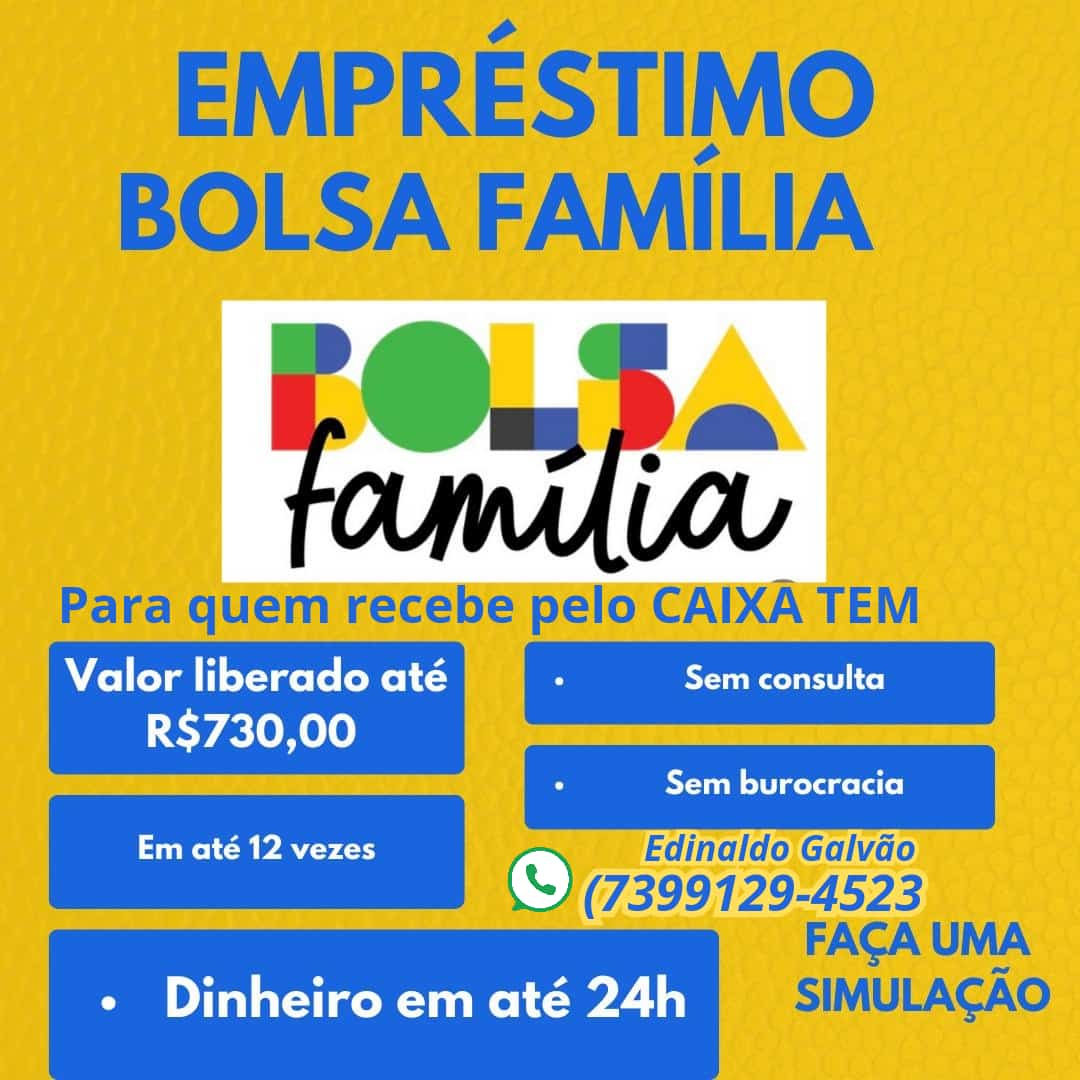 EMPRÉSTIMO
BOLSA FAMÍLIA
BOLSA
família
Para quem recebe pelo CAIXA TEM
Valor liberado até
R$730,00
• Sem consulta
• Sem burocracia
Em até 12 vezes
Edinaldo Galvão
(7399129-4523
FAÇA UMA
SIMULAÇÃO
• Dinheiro em até 24h